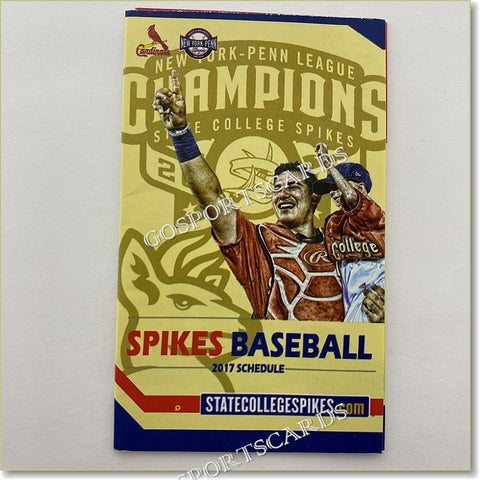 Cardinals
NEW YORK-PENN
NEW YORK-PENN LEAGUE
CHAMPIONS
STATE COLLEGE SPIKES
2
College
SPIKES BASEBALL
2017 SCHEDULE
STATECOLLEGESPIKES.com
GOSPORTSCARDS
GOSPORTSCARDS